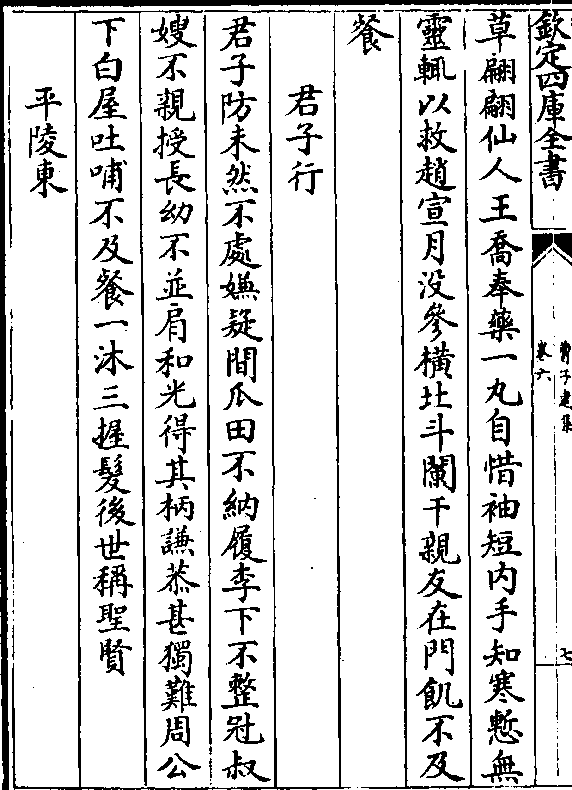 欽定四庫全書
曹子建集
卷六
七
草翩翩仙人王喬奉藥一丸自惜袖短内手知寒慙無
靈輒以救趙宣月没參横北斗闌干親友在門飢不及
餐
君子行
君子防未然不處嫌疑間瓜田不納履李下不整冠叔
嫂不親授長幼不並肩和光得其柄謙恭甚獨難周公
下白屋吐哺不及餐一沐三握髮後世稱聖賢
平陵東